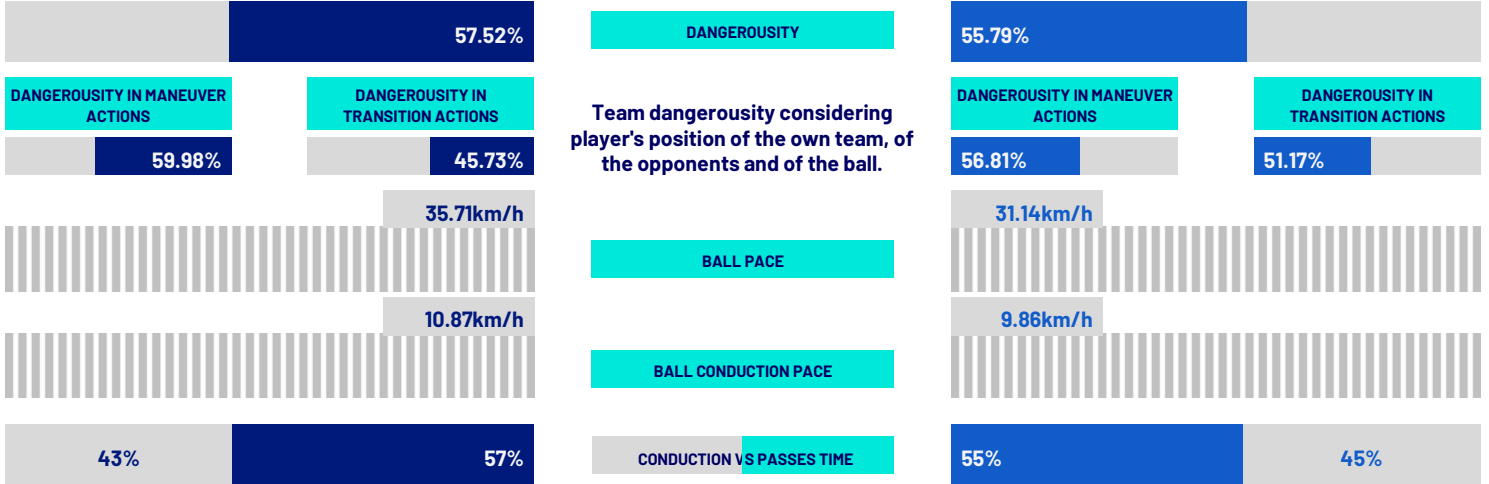 57.52%
DANGEROUSITY
55.79%
DANGEROUSITY IN MANEUVER
ACTIONS
DANGEROUSITY IN
TRANSITION ACTIONS
59.98%
45.73%
Team dangerousity considering
player's position of the own team, of
the opponents and of the ball.
DANGEROUSITY IN MANEUVER
ACTIONS
DANGEROUSITY IN
TRANSITION ACTIONS
56.81%
51.17%
35.71km/h
BALL PACE
31.14km/h
10.87km/h
BALL CONDUCTION PACE
9.86km/h
43%
57%
CONDUCTION VS PASSES TIME
55%
45%